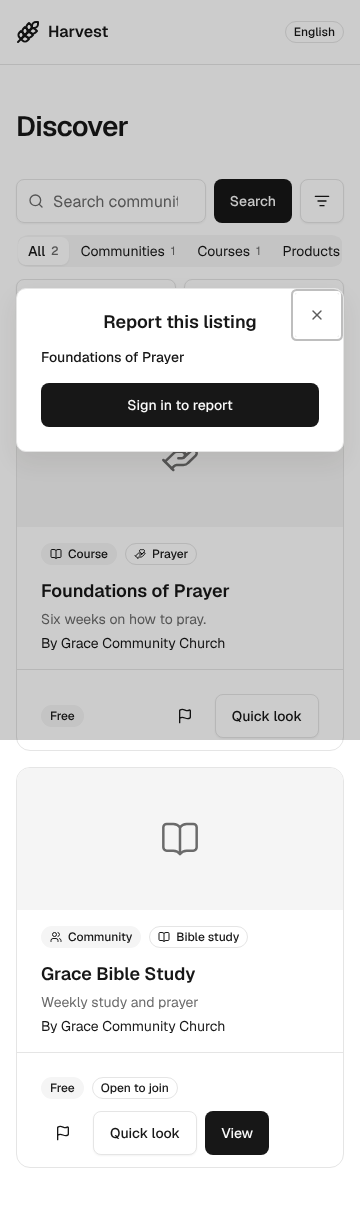 Harvest
English
Discover
Search
All 2 Communities 1 Courses 1 Products
Report this listing
Foundations of Prayer
Sign in to report
Course Prayer
Foundations of Prayer
Six weeks on how to pray.
By Grace Community Church
Free
Quick look
Community Bible study
Grace Bible Study
Weekly study and prayer
By Grace Community Church
Free Open to join
Quick look View